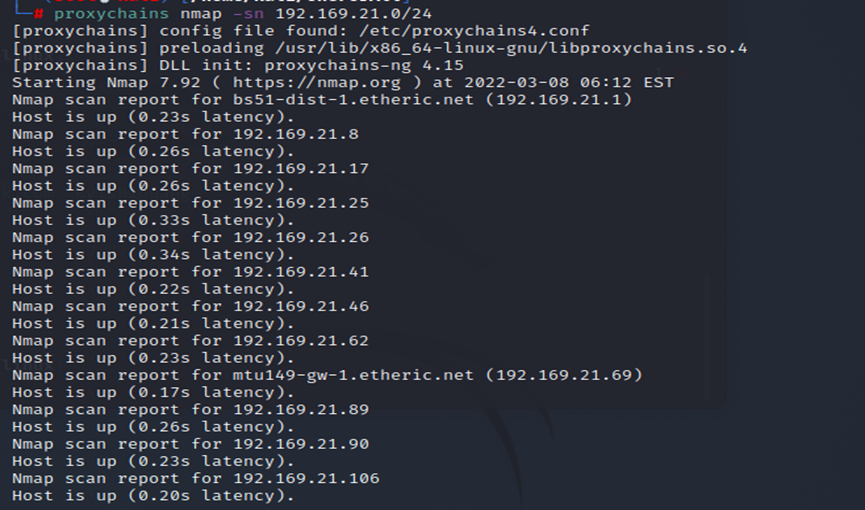 └─# proxychains nmap -sn 192.169.21.0/24
[proxychains] config file found: /etc/proxychains4.conf
[proxychains] preloading /usr/lib/x86_64-linux-gnu/libproxychains.so.4
[proxychains] DLL init: proxychains-ng 4.15
Starting Nmap 7.92 ( https://nmap.org ) at 2022-03-08 06:12 EST
Nmap scan report for bs51-dist-1.etheric.net (192.169.21.1)
Host is up (0.23s latency).
Nmap scan report for 192.169.21.8
Host is up (0.26s latency).
Nmap scan report for 192.169.21.17
Host is up (0.26s latency).
Nmap scan report for 192.169.21.25
Host is up (0.33s latency).
Nmap scan report for 192.169.21.26
Host is up (0.34s latency).
Nmap scan report for 192.169.21.41
Host is up (0.22s latency).
Nmap scan report for 192.169.21.46
Host is up (0.21s latency).
Nmap scan report for 192.169.21.62
Host is up (0.23s latency).
Nmap scan report for mtu149-gw-1.etheric.net (192.169.21.69)
Host is up (0.17s latency).
Nmap scan report for 192.169.21.89
Host is up (0.26s latency).
Nmap scan report for 192.169.21.90
Host is up (0.23s latency).
Nmap scan report for 192.169.21.106
Host is up (0.20s latency).